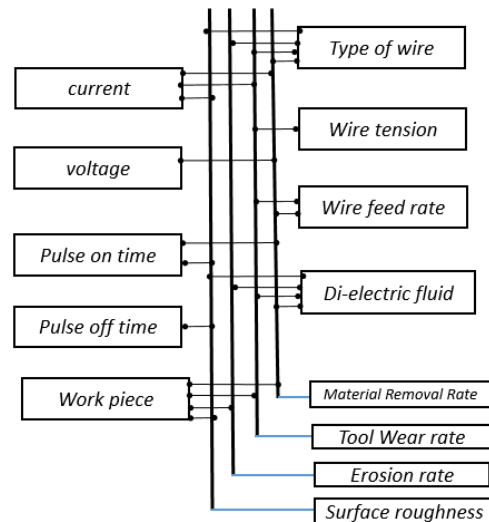 Type of wire
current
Wire tension
voltage
Wire feed rate
Pulse on time
Di-electric fluid
Pulse off time
Work piece
Material Removal Rate
Tool Wear rate
Erosion rate
Surface roughness